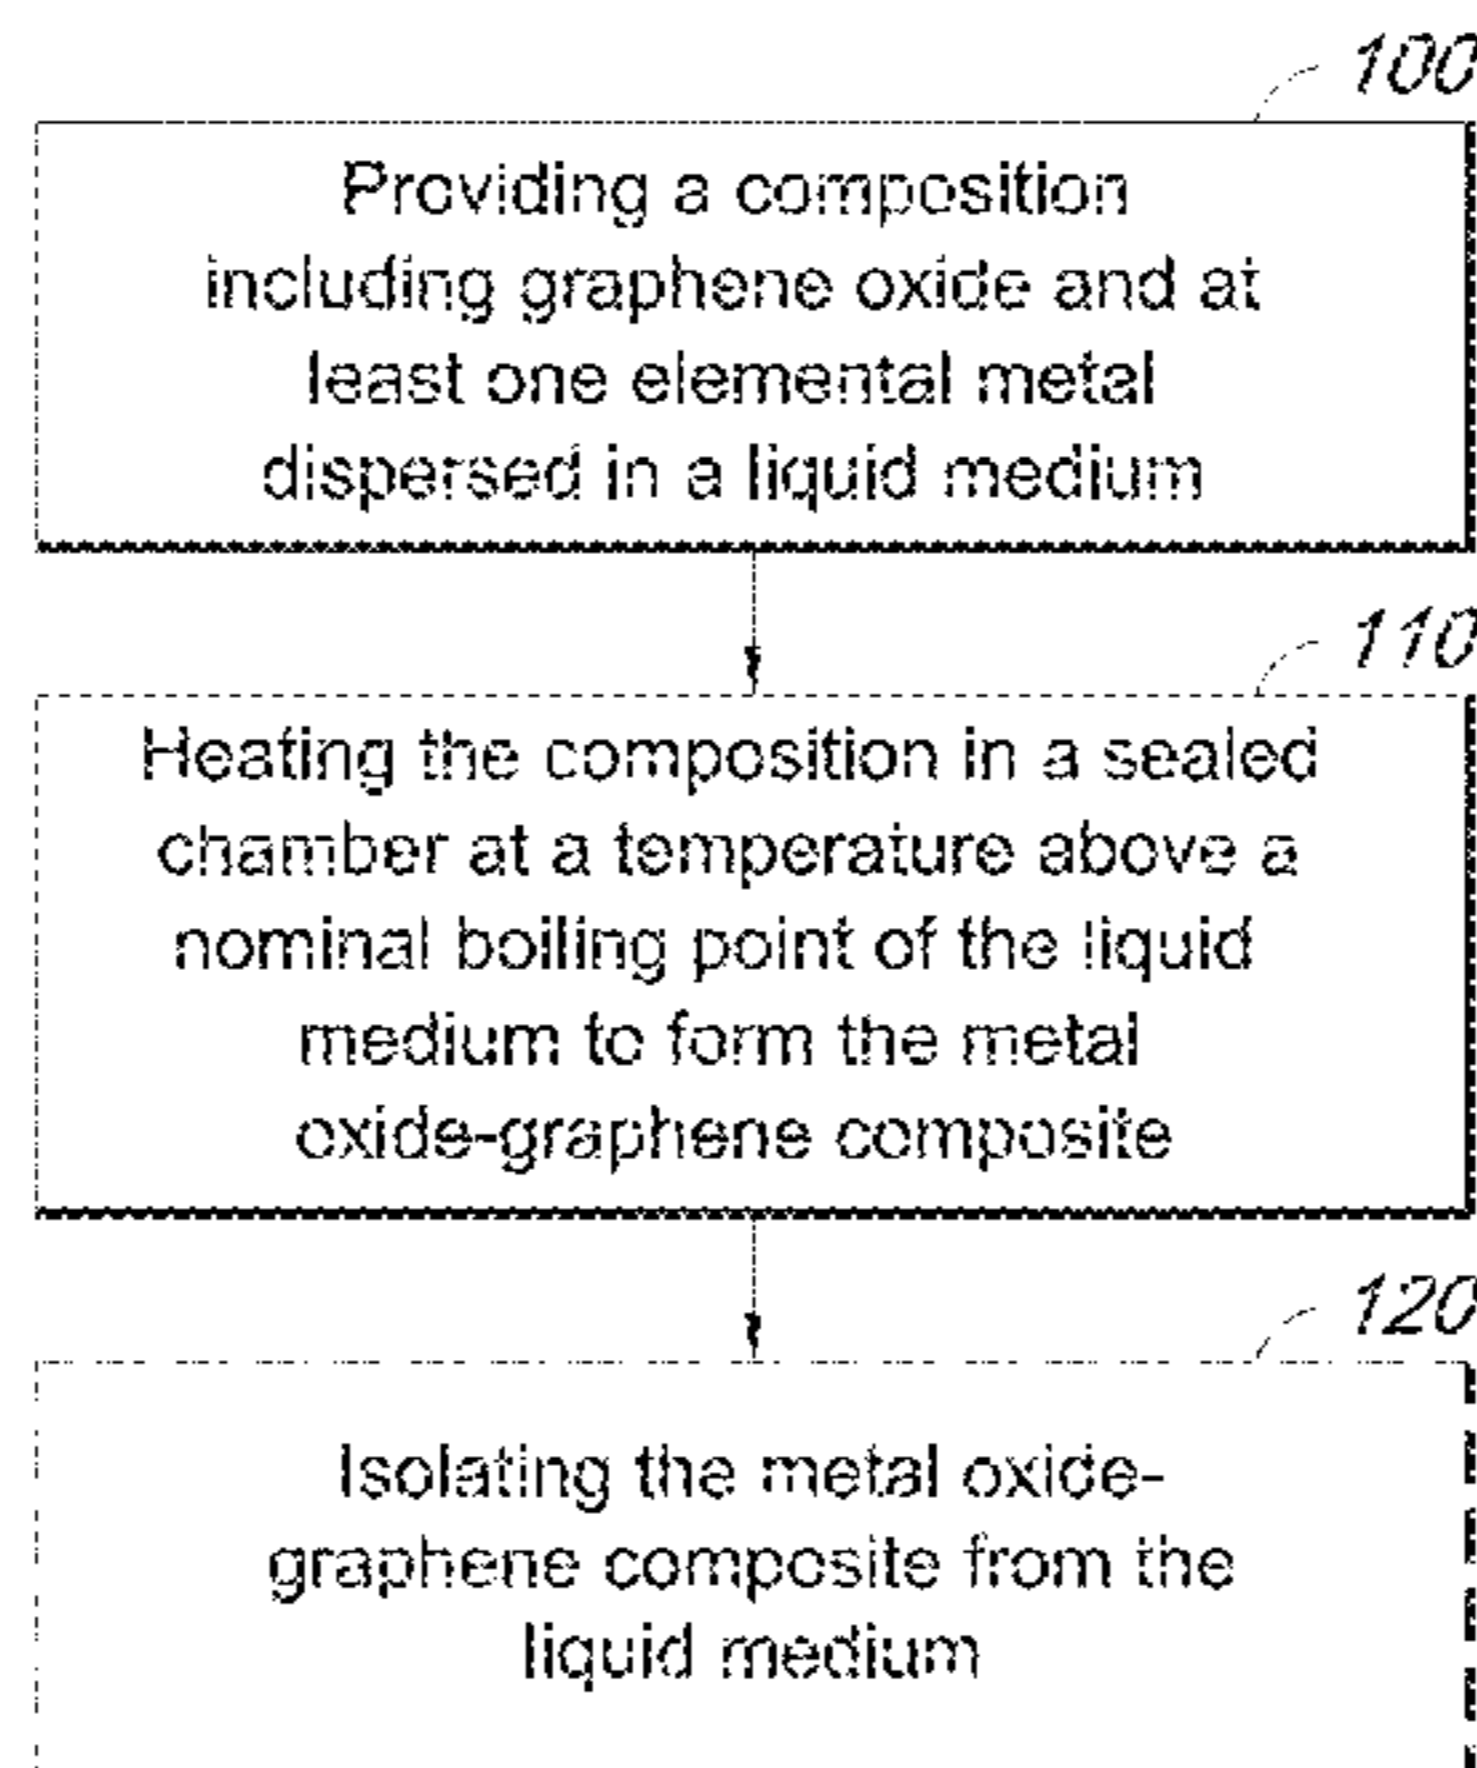 100
Providing a composition
including graphene oxide and at
least one elemental metal
dispersed in a liquid medium
110
Heating the composition in a sealed
chamber at a temperature above a
nominal boiling point of the liquid
medium to form the metal
oxide-graphene composite
120
Isolating the metal oxide-
graphene composite from the
liquid medium